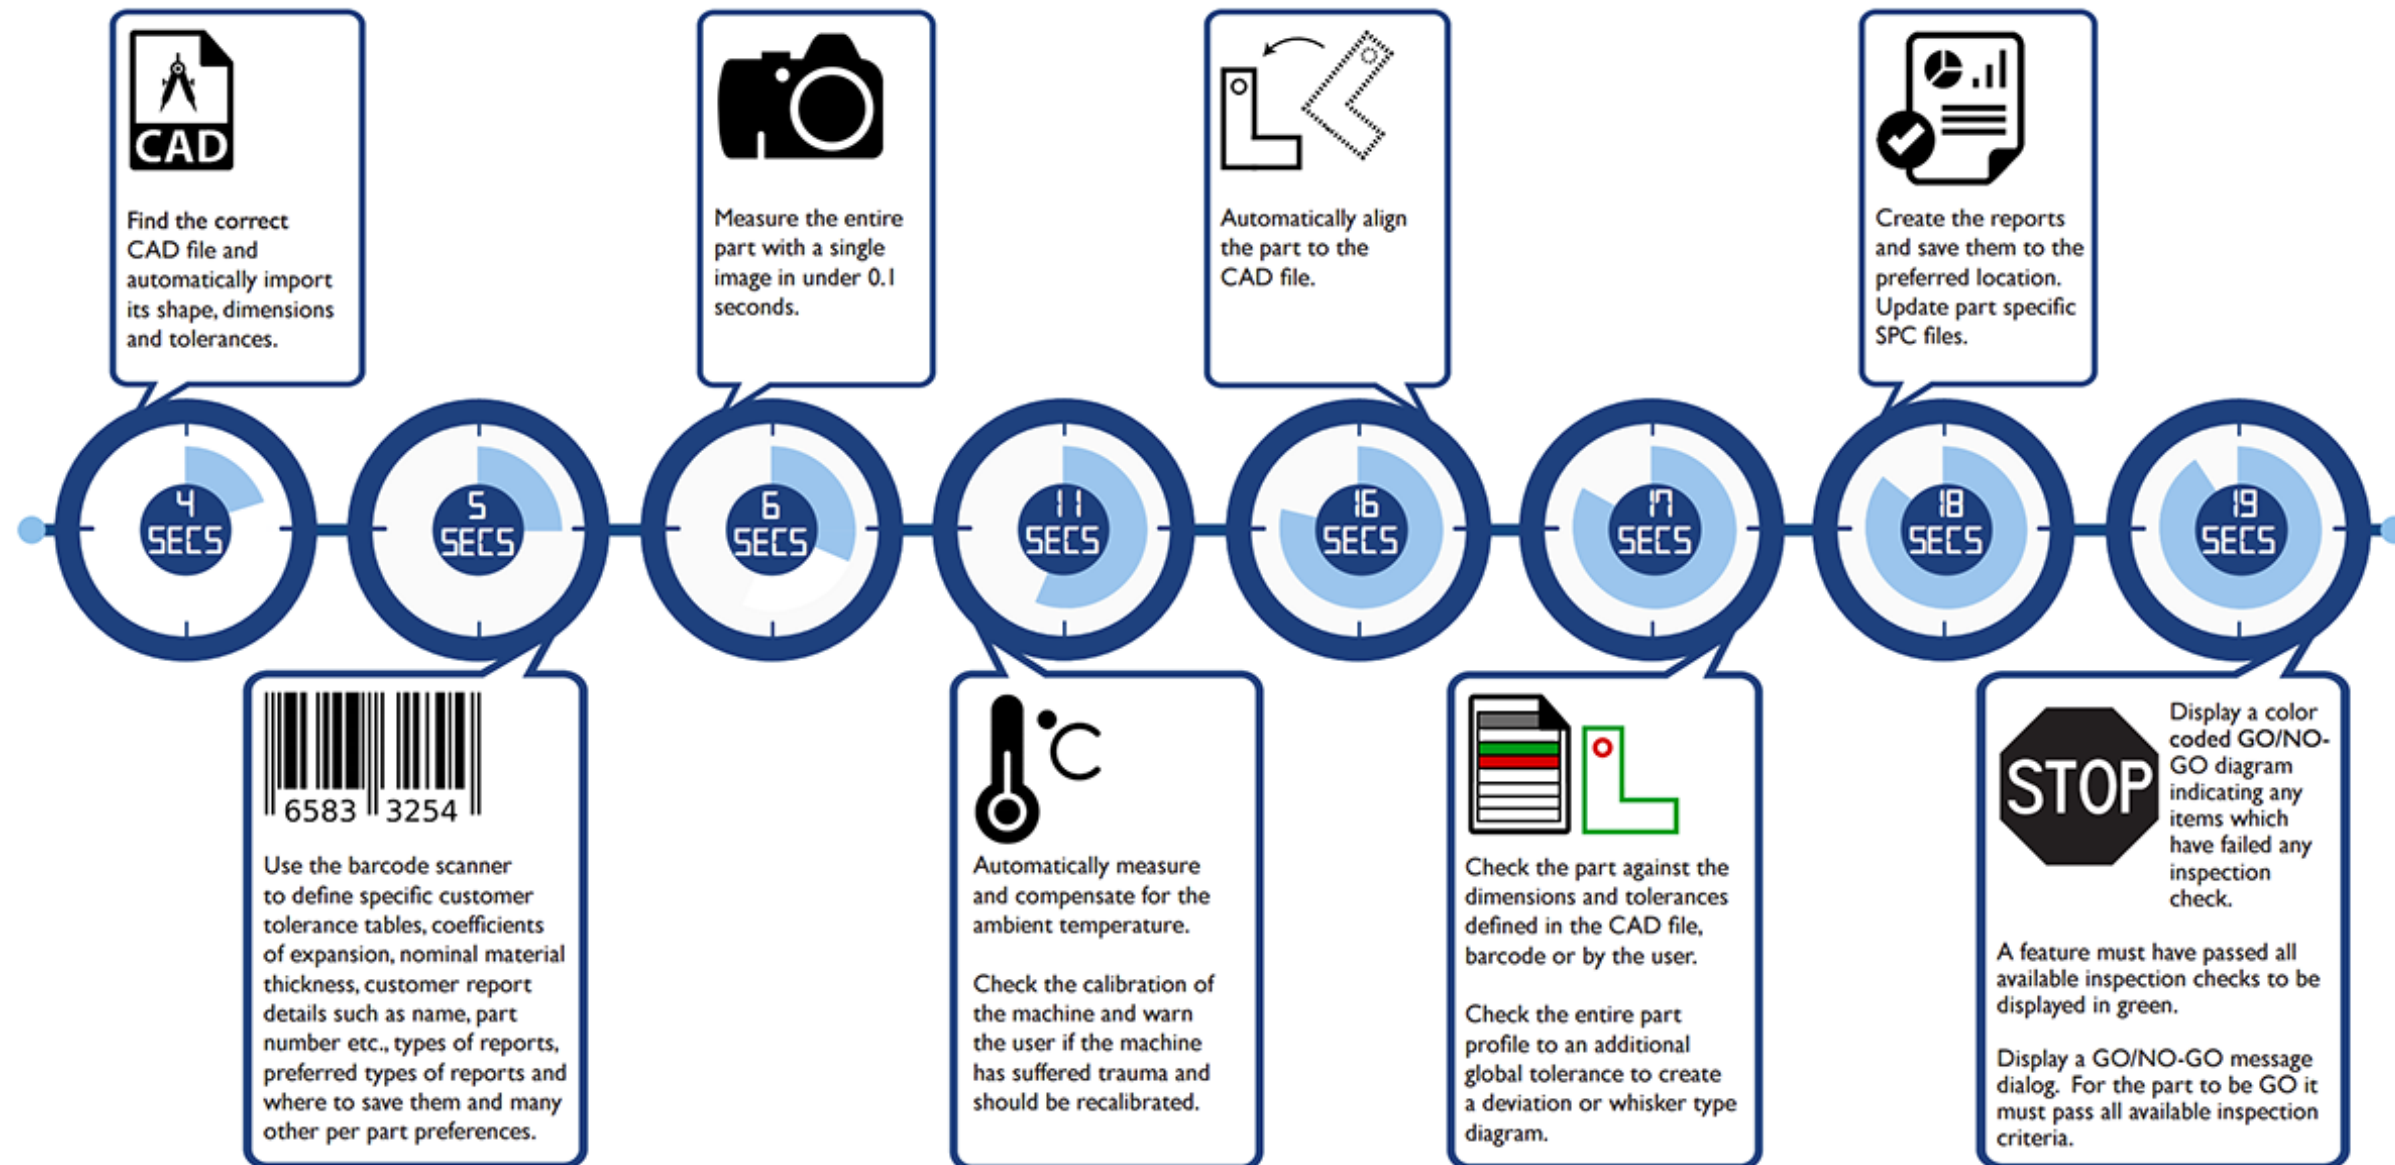 CAD
Find the correct
CAD file and
automatically import
its shape, dimensions
and tolerances.
Measure the entire
part with a single
image in under 0.1
seconds.
Automatically align
the part to the
CAD file.
Create the reports
and save them to the
preferred location.
Update part specific
SPC files.
4
SECS
5
SECS
6
SECS
11
SECS
16
SECS
17
SECS
18
SECS
19
SECS
6583 3254
Use the barcode scanner
to define specific customer
tolerance tables, coefficients
of expansion, nominal material
thickness, customer report
details such as name, part
number etc., types of reports,
preferred types of reports and
where to save them and many
other per part preferences.
°C
Automatically measure
and compensate for the
ambient temperature.
Check the calibration of
the machine and warn
the user if the machine
has suffered trauma and
should be recalibrated.
Check the part against the
dimensions and tolerances
defined in the CAD file,
barcode or by the user.
Check the entire part
profile to an additional
global tolerance to create
a deviation or whisker type
diagram.
STOP
Display a color
coded GO/NO-
GO diagram
indicating any
items which
have failed any
inspection
check.
A feature must have passed all
available inspection checks to be
displayed in green.
Display a GO/NO-GO message
dialog. For the part to be GO it
must pass all available inspection
criteria.